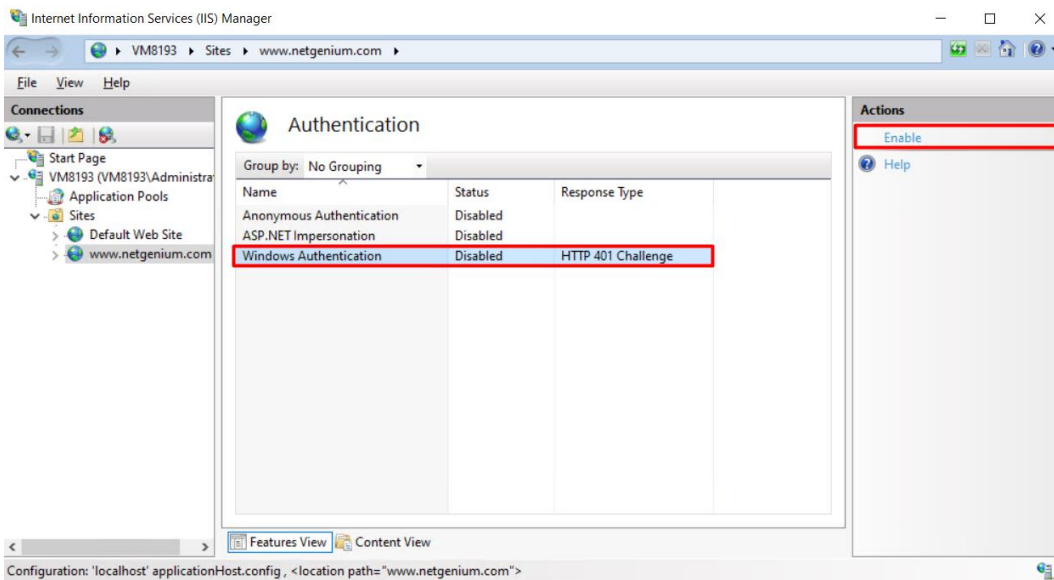 Internet Information Services (IIS) Manager
VM8193 Sites www.netgenium.com
File View Help
Connections
Start Page
VM8193 (VM8193\Administra
Application Pools
Sites
Default Web Site
www.netgenium.com
Authentication
Group by: No Grouping
Name Status Response Type
Anonymous Authentication Disabled
ASP.NET Impersonation Disabled
Windows Authentication Disabled HTTP 401 Challenge
Features View Content View
Actions
Enable
Help
Configuration: 'localhost' applicationHost.config , <location path="www.netgenium.com">